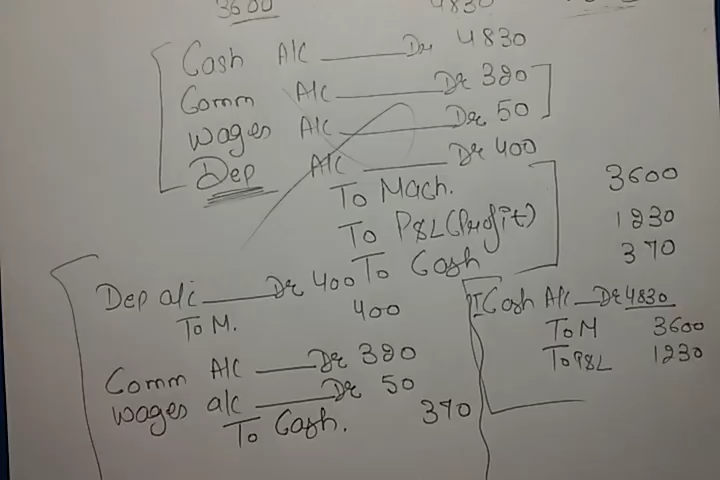 3600 4830
Cash A/C Dr 4830
Comm A/C Dr 320
Wages A/C Dr 50
Dep A/C Dr 400
To Mach. 3600
To P&L (Profit) 1230
To Cash 370
Dep a/c Dr 400
To M. 400
Comm A/C Dr 320
Wages a/c Dr 50
To Cash. 370
I Cash A/C Dr 4830
To M 3600
To P&L 1230